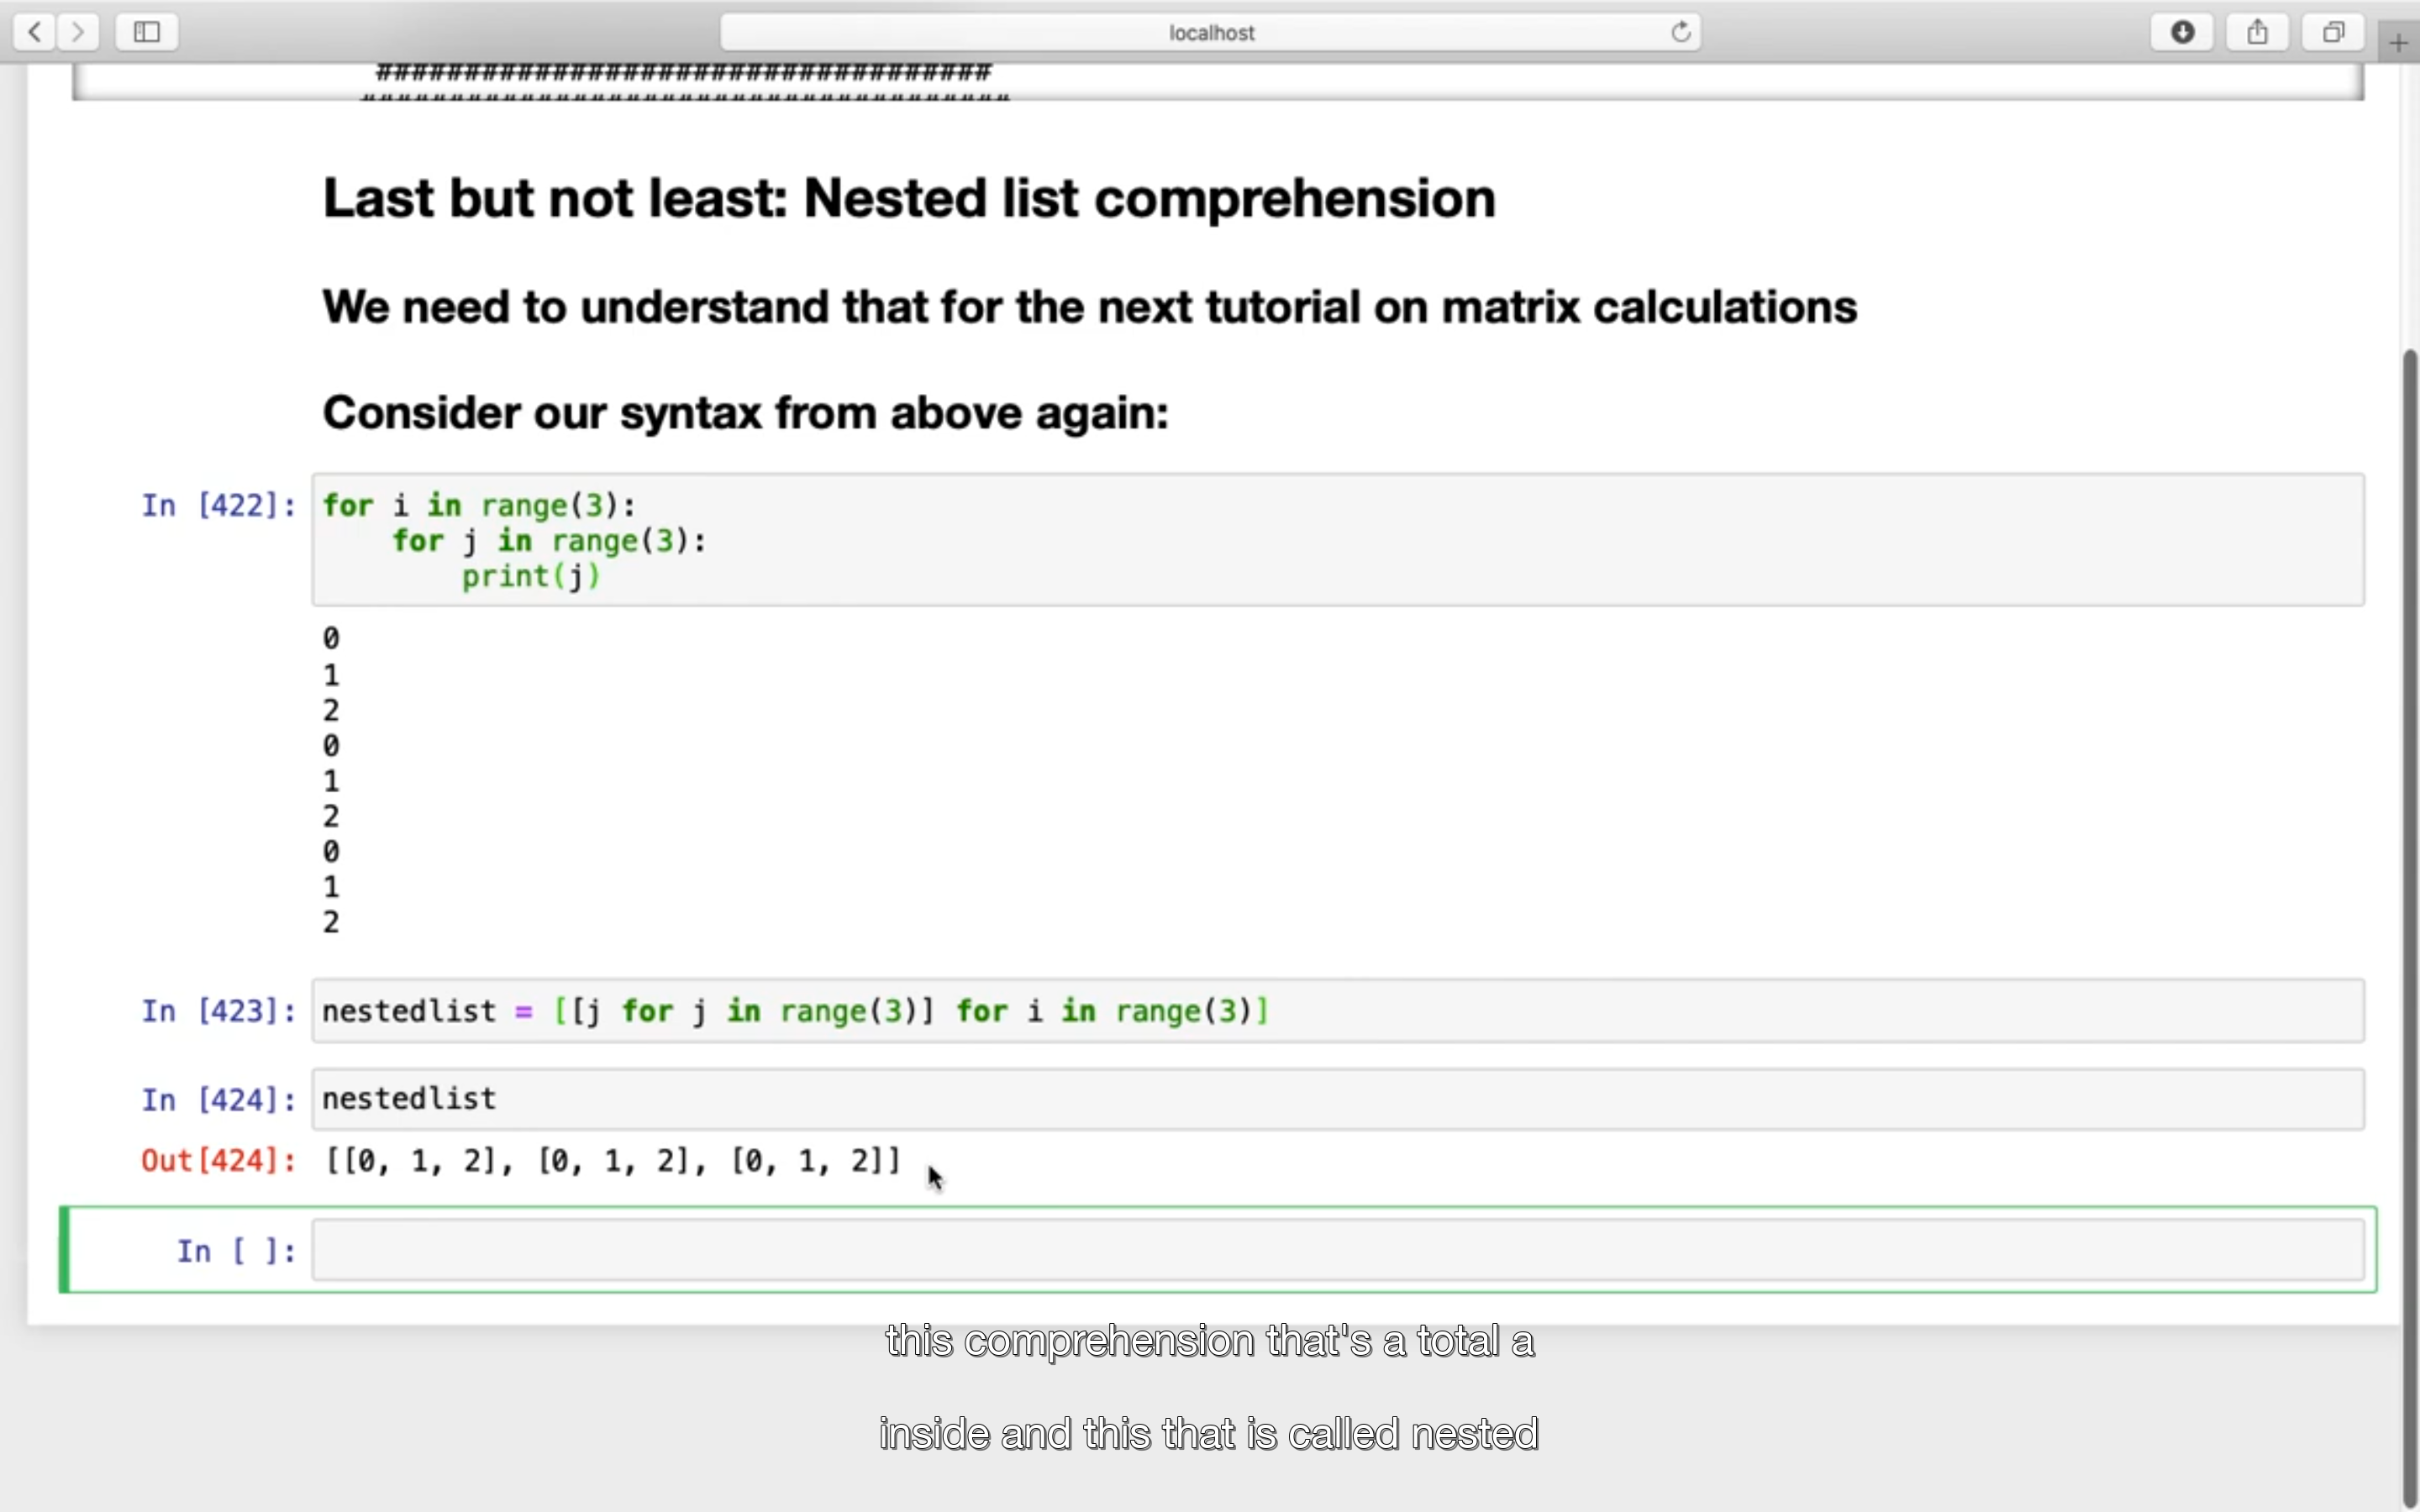 localhost
###################################
#####################################
Last but not least: Nested list comprehension
We need to understand that for the next tutorial on matrix calculations
Consider our syntax from above again:
In [422]: for i in range(3):
for j in range(3):
print(j)
0
1
2
0
1
2
0
1
2
In [423]: nestedlist = [[j for j in range(3)] for i in range(3)]
In [424]: nestedlist
Out[424]: [[0, 1, 2], [0, 1, 2], [0, 1, 2]]
In [ ]:
this comprehension that's a total a
inside and this that is called nested